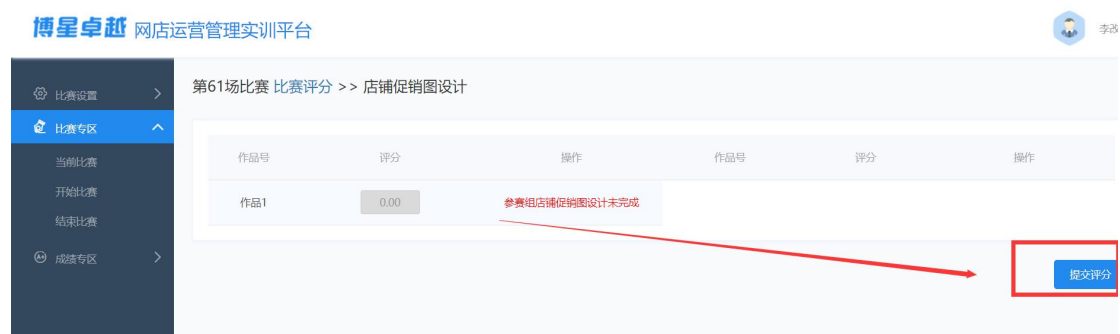 博星卓越 网店运营管理实训平台
李改
第61场比赛 比赛评分 >> 店铺促销图设计
比赛设置
比赛专区
当前比赛
开始比赛
结束比赛
成绩专区
作品号 评分 操作 作品号 评分 操作
作品1 0.00 参赛组店铺促销图设计未完成
提交评分